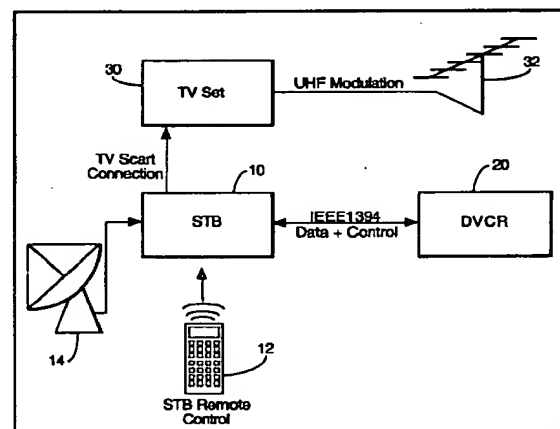 30
TV Set
UHF Modulation
32
TV Scart
Connection
10
20
STB
IEEE1394
Data + Control
DVCR
14
12
STB Remote
Control